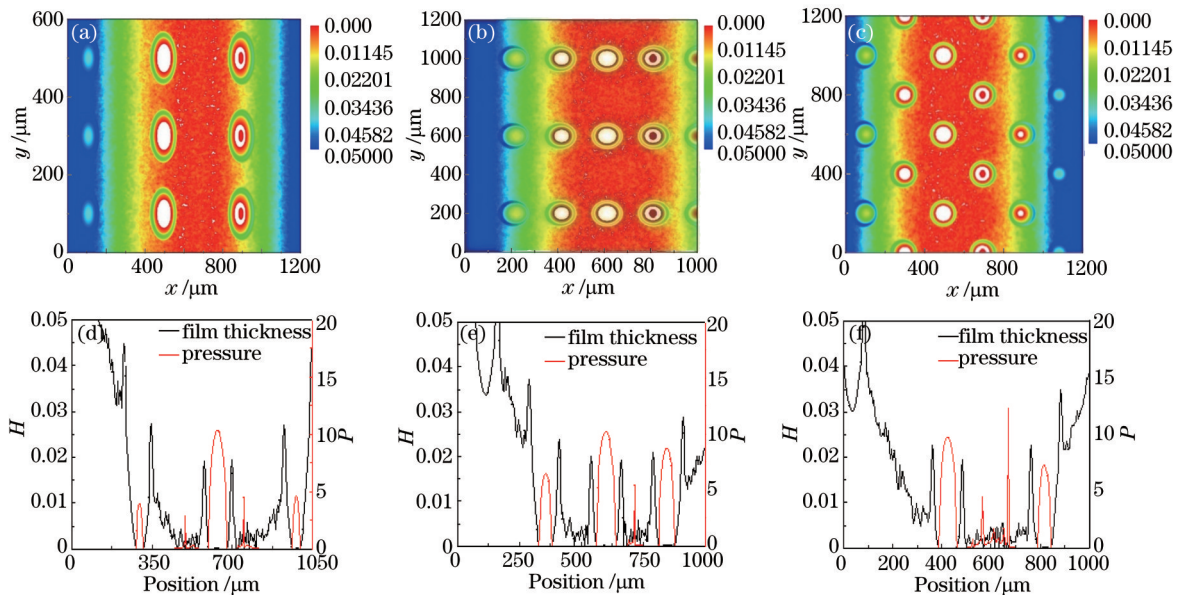 (a)
600
400
200
0
y /μm
0 400 800 1200
x /μm
0.000
0.01145
0.02201
0.03436
0.04582
0.05000
(b)
1200
1000
800
600
400
200
0
y /μm
0 200 400 600 800 1000
x /μm
0.000
0.01145
0.02201
0.03436
0.04582
0.05000
(c)
1200
1000
800
600
400
200
0
y /μm
0 400 800 1200
x /μm
0.000
0.01145
0.02201
0.03436
0.04582
0.05000
(d)
film thickness
pressure
0.05
0.04
0.03
0.02
0.01
0
H
20
15
10
5
0
P
350 700 1050
Position /μm
(e)
film thickness
pressure
0.05
0.04
0.03
0.02
0.01
0
H
20
15
10
5
0
P
0 250 500 750 1000
Position /μm
(f)
film thickness
pressure
0.05
0.04
0.03
0.02
0.01
0
H
20
15
10
5
0
P
0 200 400 600 800 1000
Position /μm